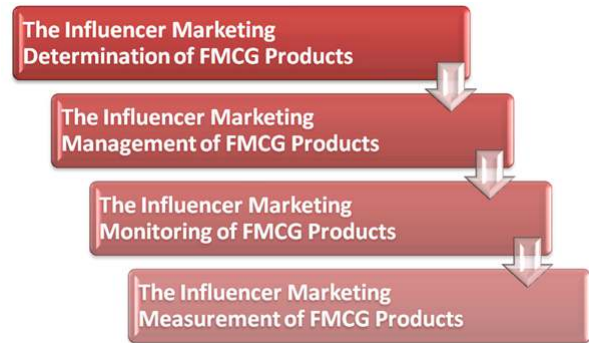 The Influencer Marketing
Determination of FMCG Products
The Influencer Marketing
Management of FMCG Products
The Influencer Marketing
Monitoring of FMCG Products
The Influencer Marketing
Measurement of FMCG Products